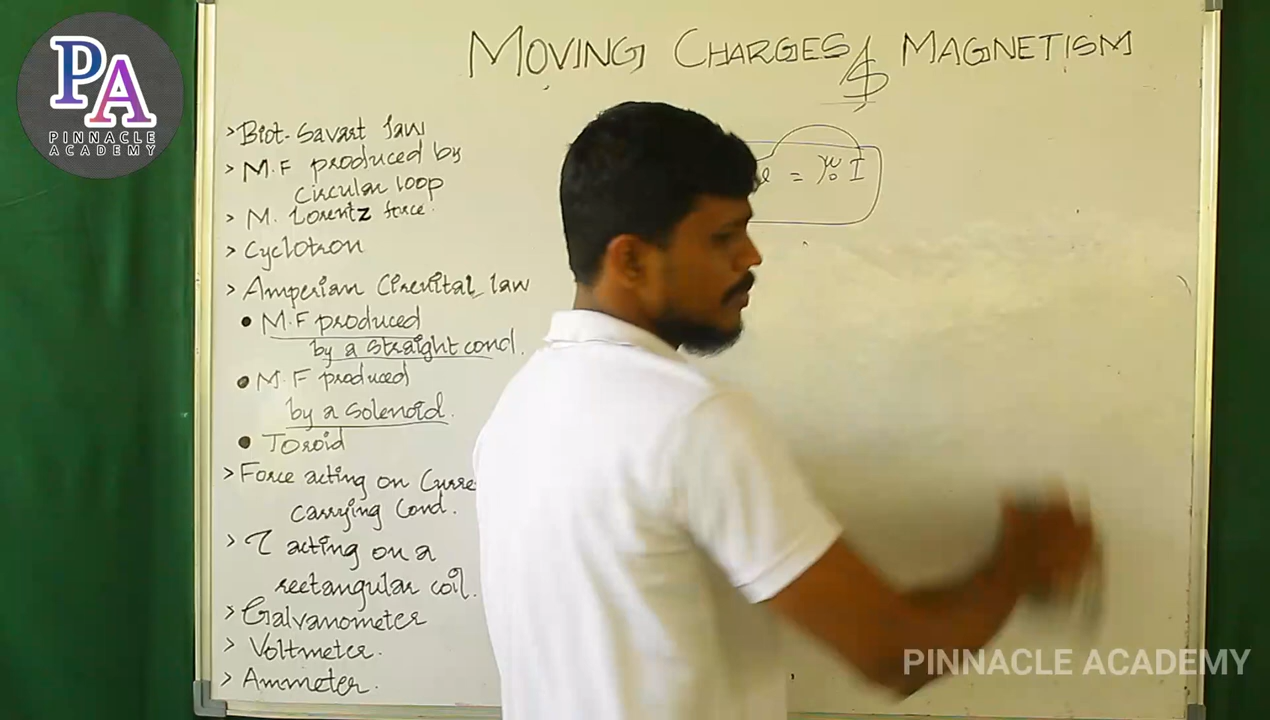 PA
PINNACLE
ACADEMY
MOVING CHARGES & MAGNETISM
> Biot-Savart law
> M.F produced by
circular loop
> M. Lorentz force.
> Cyclotron
> Amperian Circuital law
• M.F produced
by a straight cond.
• M.F produced
by a solenoid.
• Toroid
> Force acting on Curre
carrying Cond.
> τ acting on a
rectangular coil.
> Galvanometer
> Voltmeter.
> Ammeter.
= μ₀ I
PINNACLE ACADEMY